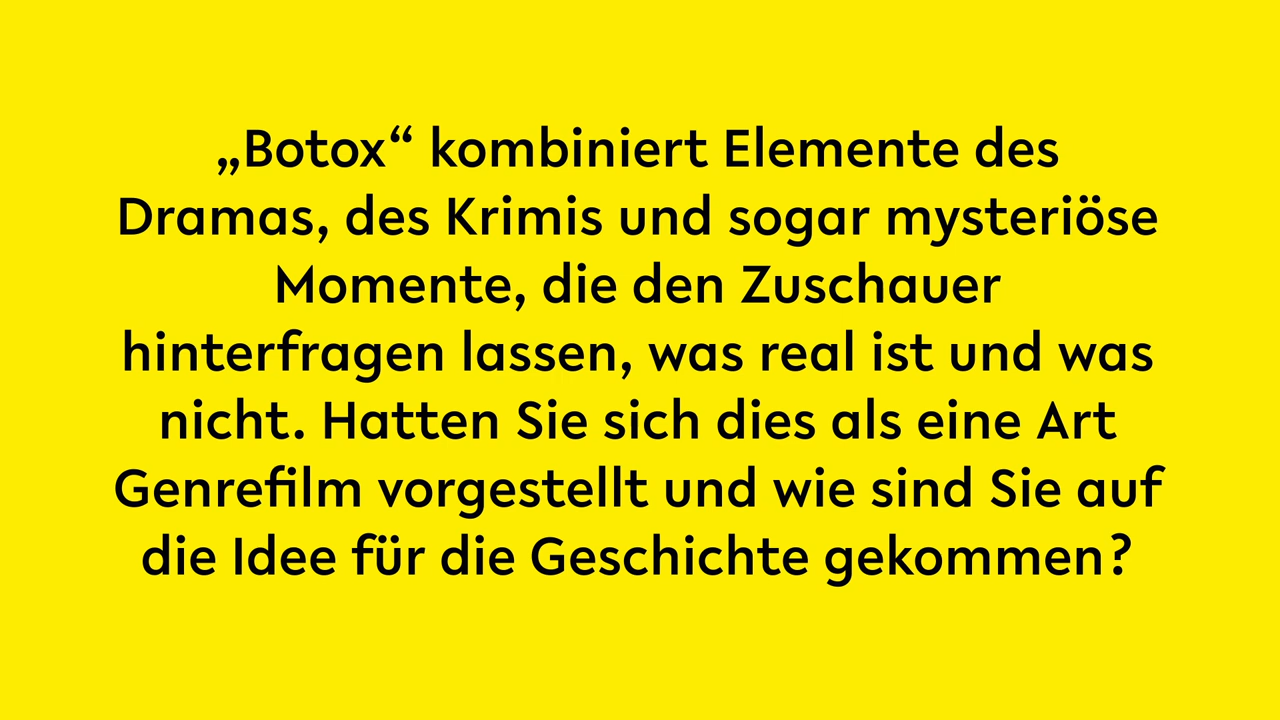 „Botox“ kombiniert Elemente des
Dramas, des Krimis und sogar mysteriöse
Momente, die den Zuschauer
hinterfragen lassen, was real ist und was
nicht. Hatten Sie sich dies als eine Art
Genrefilm vorgestellt und wie sind Sie auf
die Idee für die Geschichte gekommen?